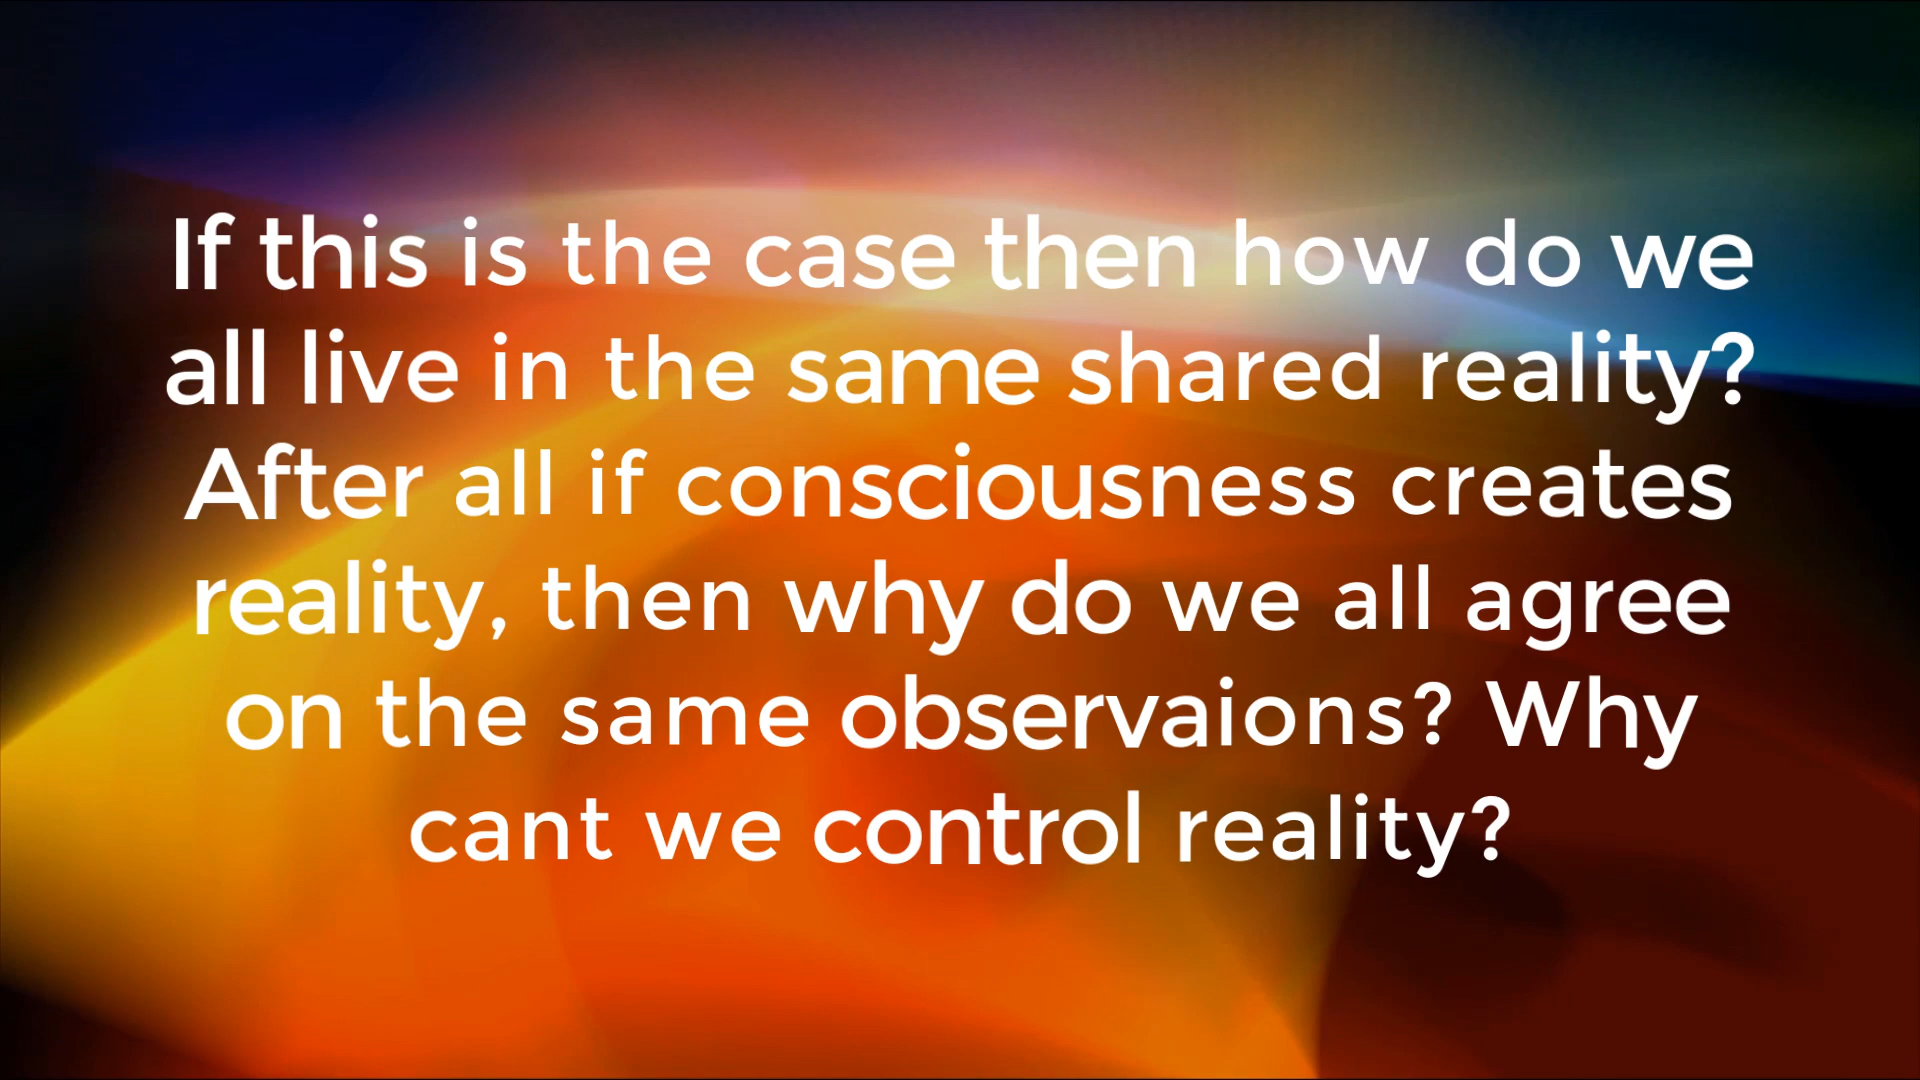 If this is the case then how do we
all live in the same shared reality?
After all if consciousness creates
reality, then why do we all agree
on the same observaions? Why
cant we control reality?